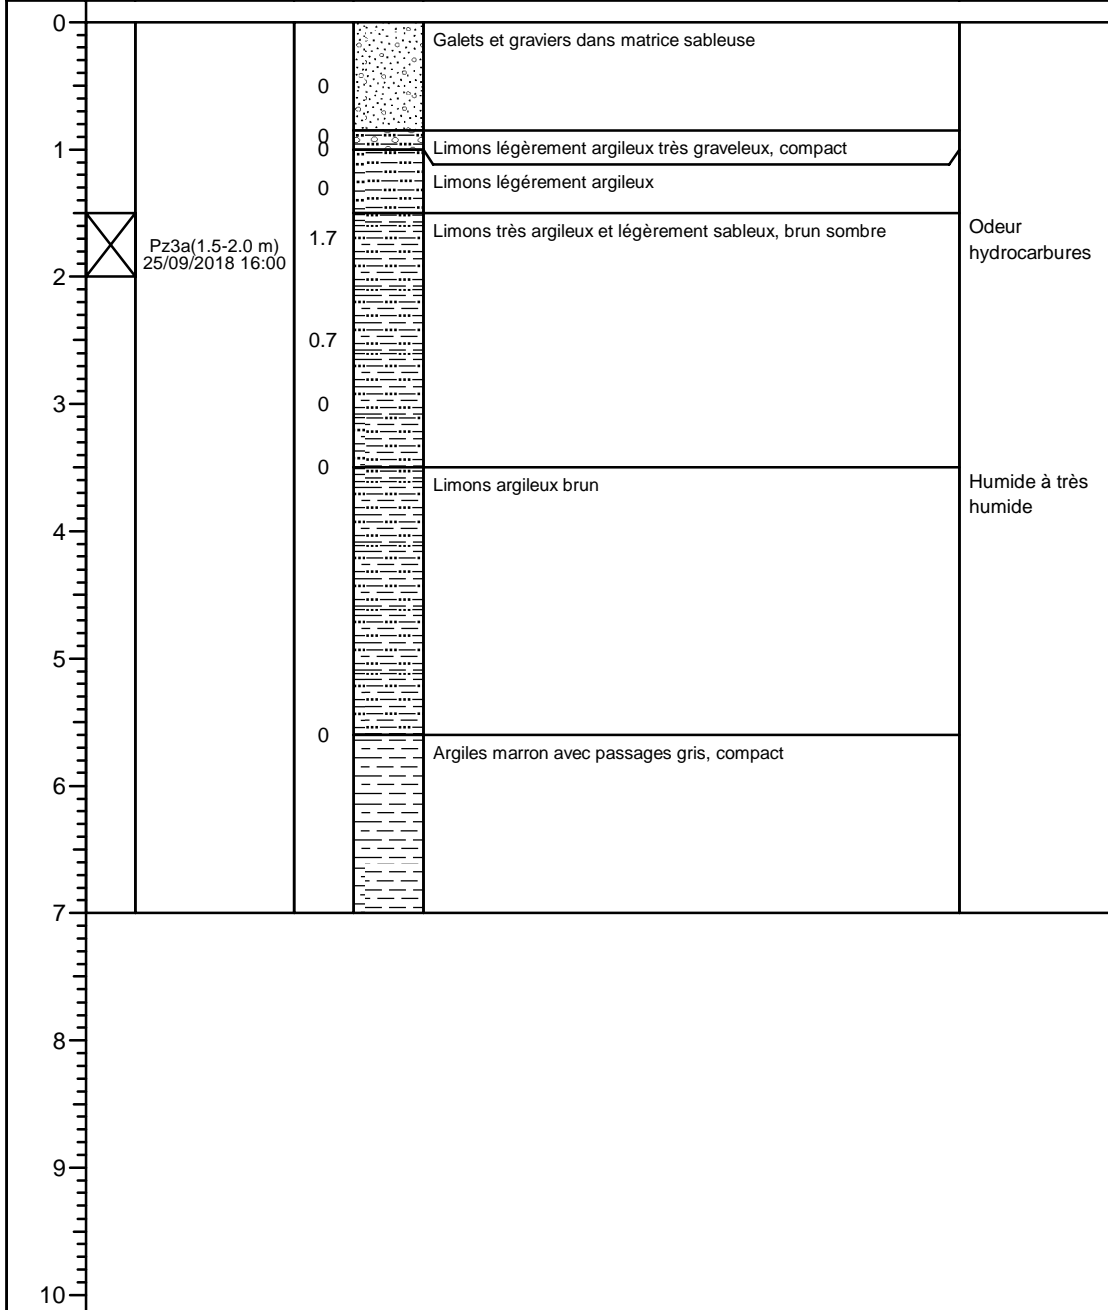 0
Galets et graviers dans matrice sableuse
0
0
1
0
Limons légèrement argileux très graveleux, compact
0
Limons légérement argileux
Pz3a(1.5-2.0 m)
25/09/2018 16:00
1.7
Limons très argileux et légèrement sableux, brun sombre
Odeur
hydrocarbures
2
0.7
3
0
0
Limons argileux brun
Humide à très
humide
4
5
0
Argiles marron avec passages gris, compact
6
7
8
9
10